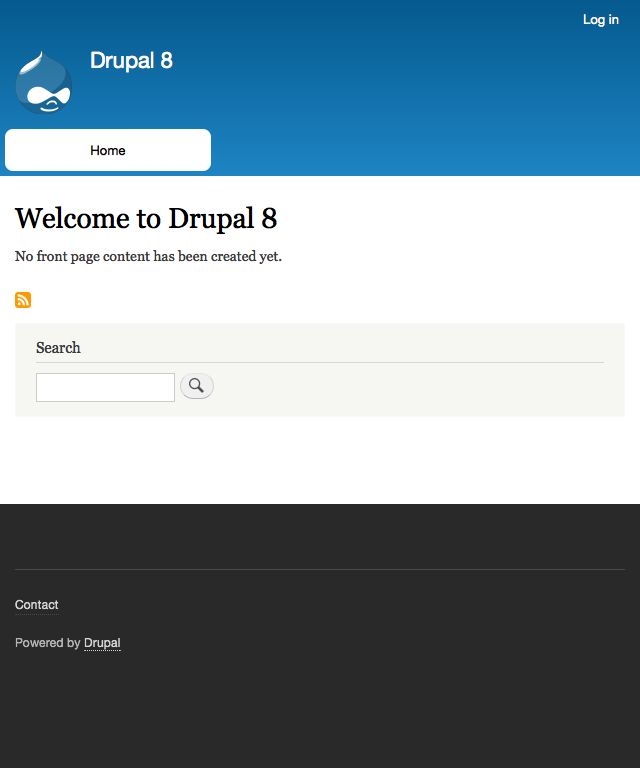 Log in
Drupal 8
Home
Welcome to Drupal 8
No front page content has been created yet.
Search
Contact
Powered by Drupal